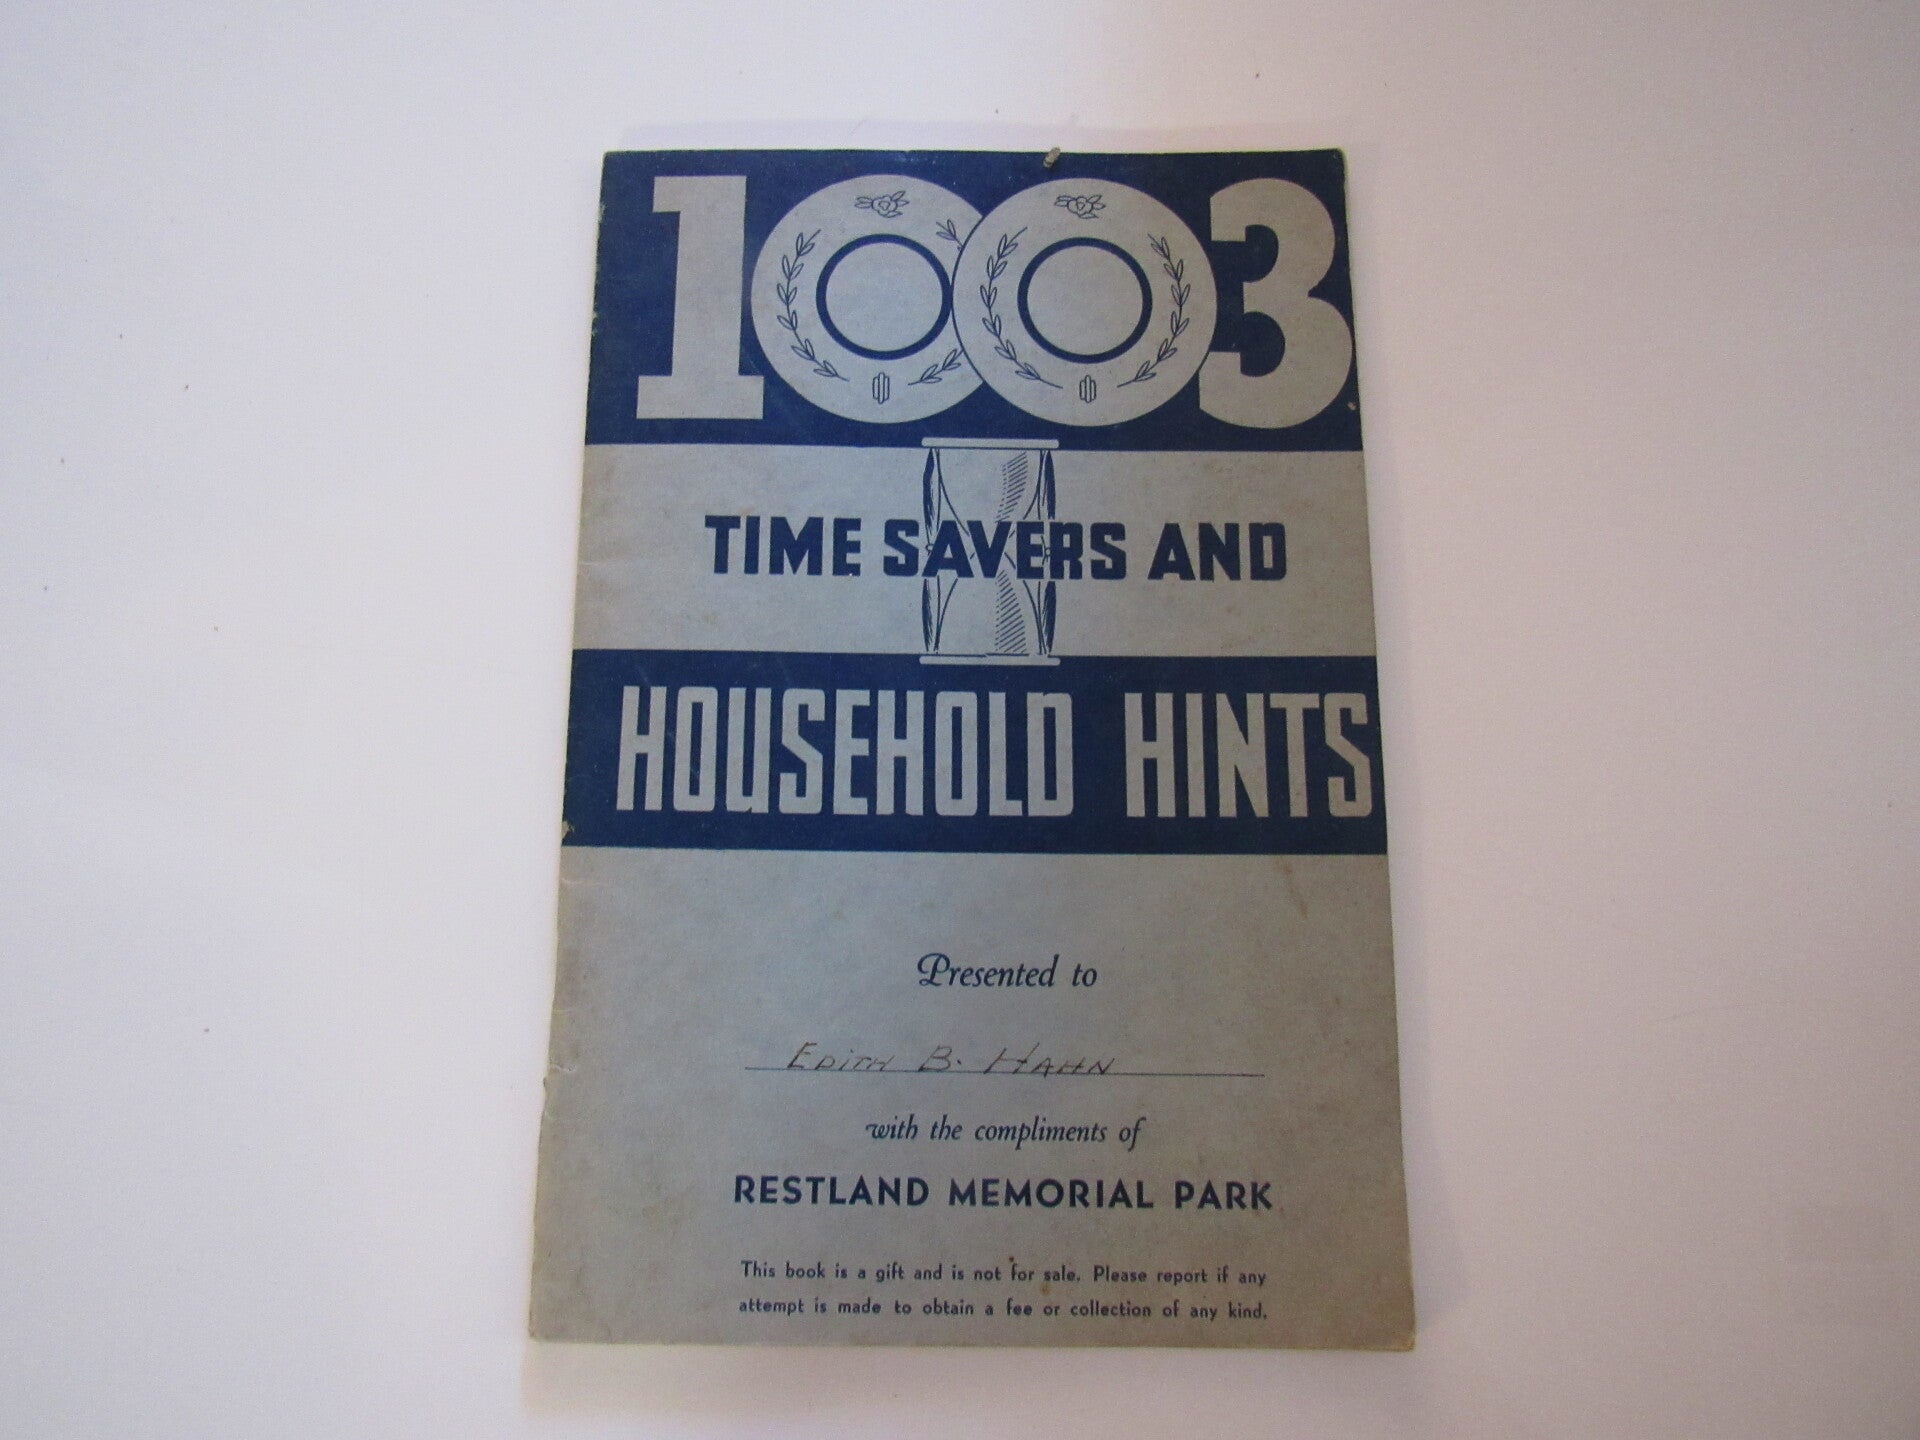 1003
TIME SAVERS AND
HOUSEHOLD HINTS
Presented to
EDITH B. HAHN
with the compliments of
RESTLAND MEMORIAL PARK
This book is a gift and is not for sale. Please report if any
attempt is made to obtain a fee or collection of any kind.